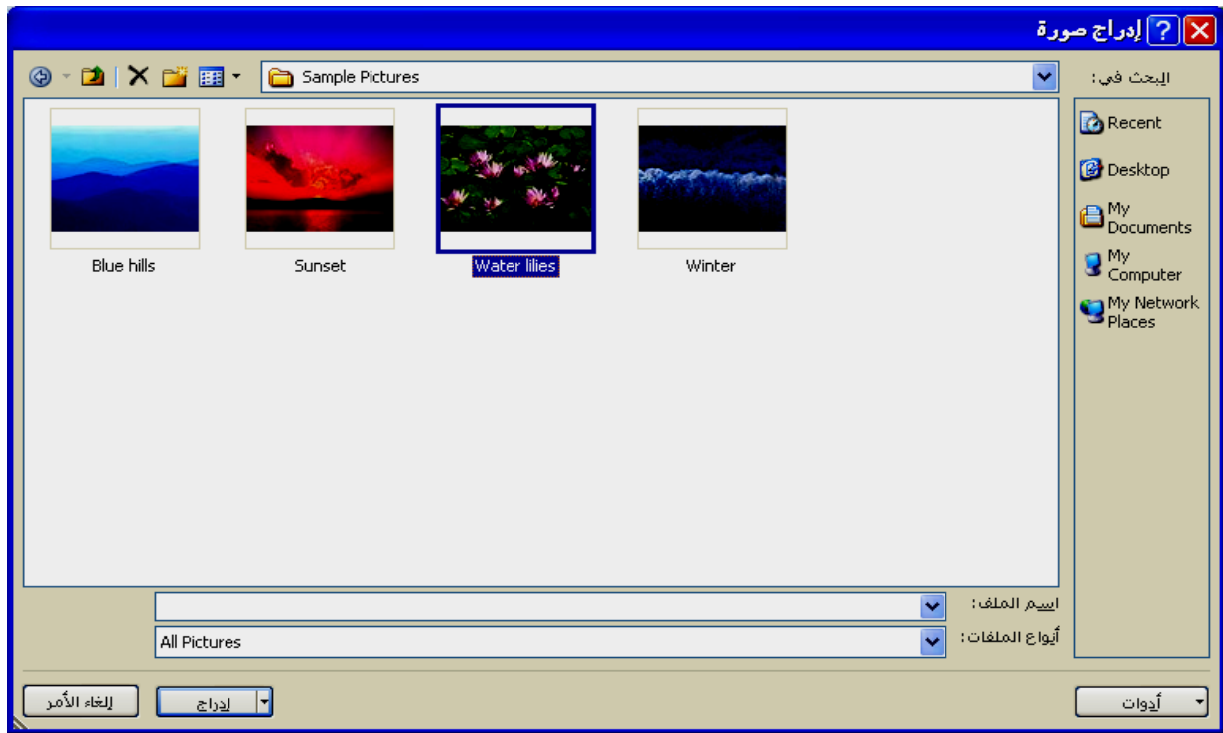 إدراج صورة
البحث في:
Sample Pictures
Recent
Desktop
My
Documents
My
Computer
My Network
Places
Blue hills
Sunset
Water lilies
Winter
اسم الملف:
أنواع الملفات:
All Pictures
أدوات
إدراج
إلغاء الأمر